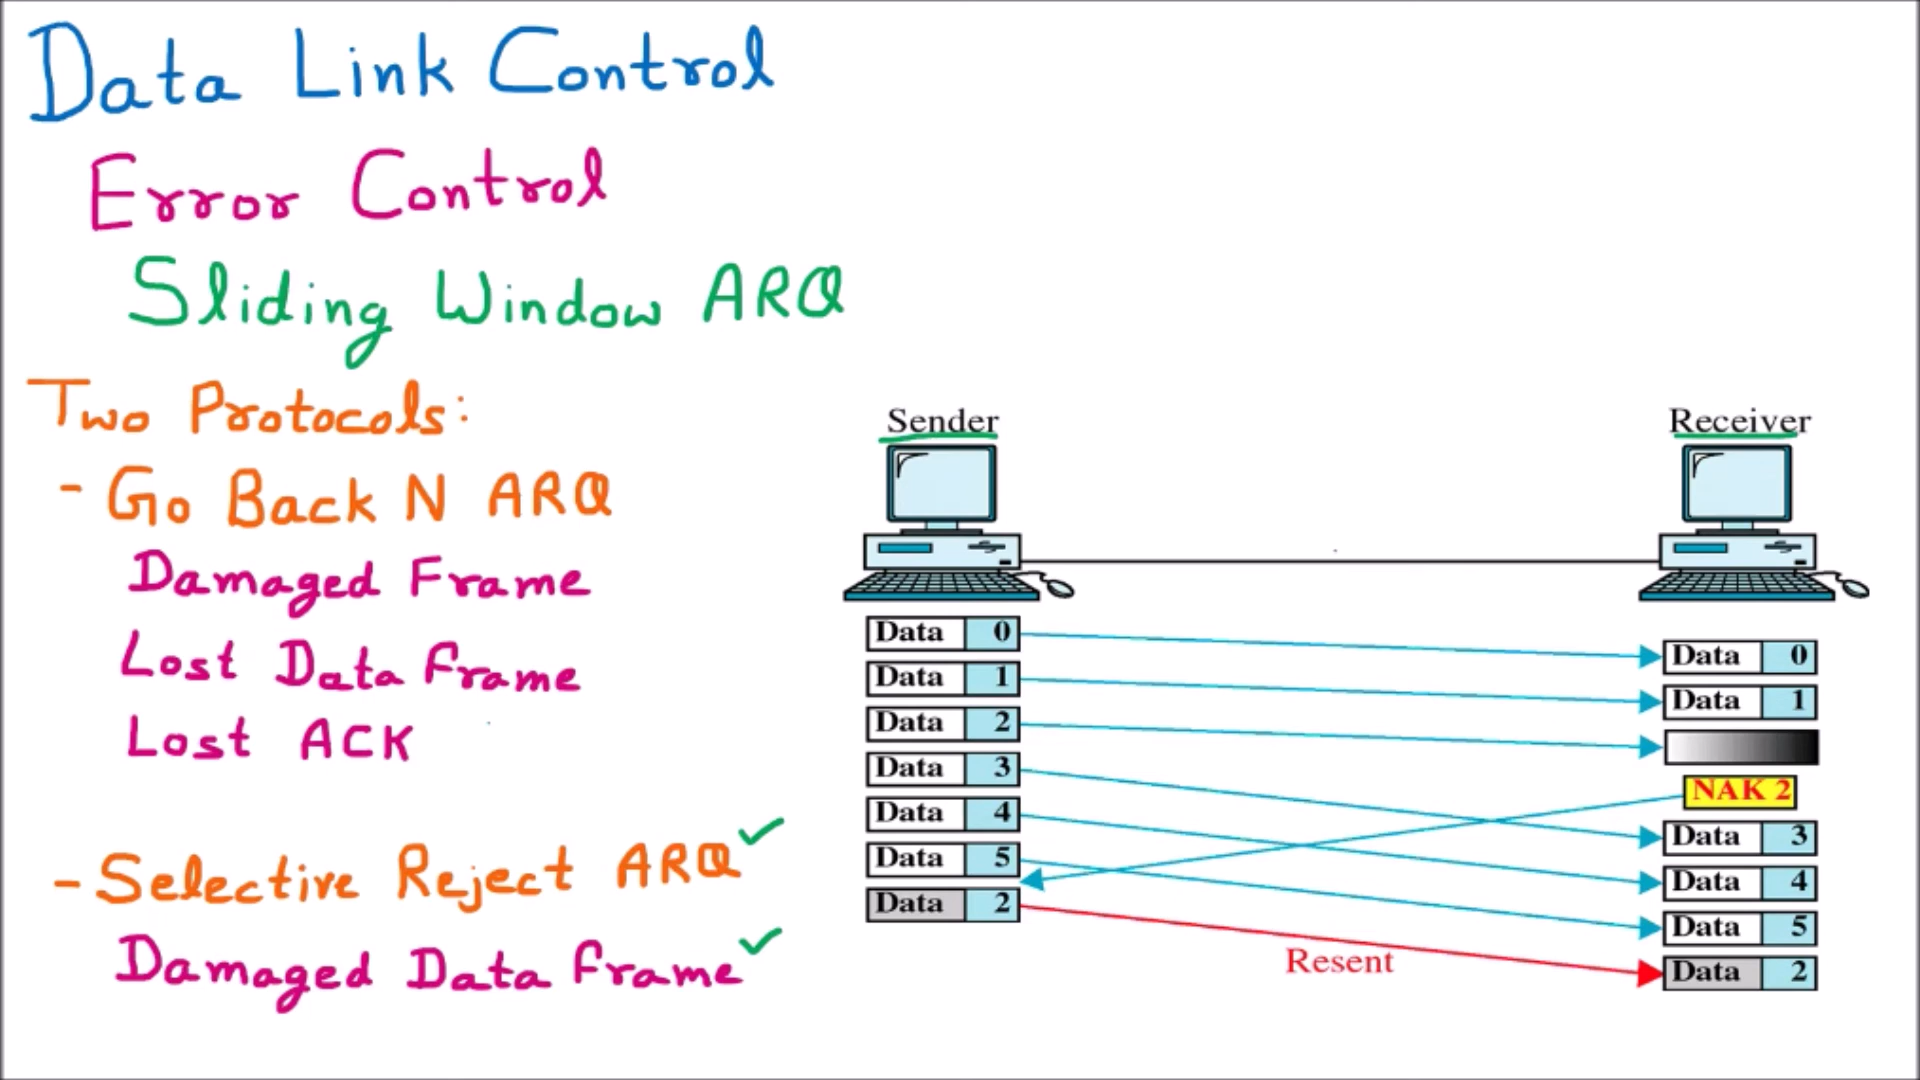 Data Link Control
Error Control
Sliding Window ARQ
Two Protocols:
- Go Back N ARQ
Damaged Frame
Lost Data Frame
Lost ACK
- Selective Reject ARQ
Damaged Data Frame
Sender
Data 0
Data 1
Data 2
Data 3
Data 4
Data 5
Data 2
Resent
Receiver
Data 0
Data 1
NAK 2
Data 3
Data 4
Data 5
Data 2